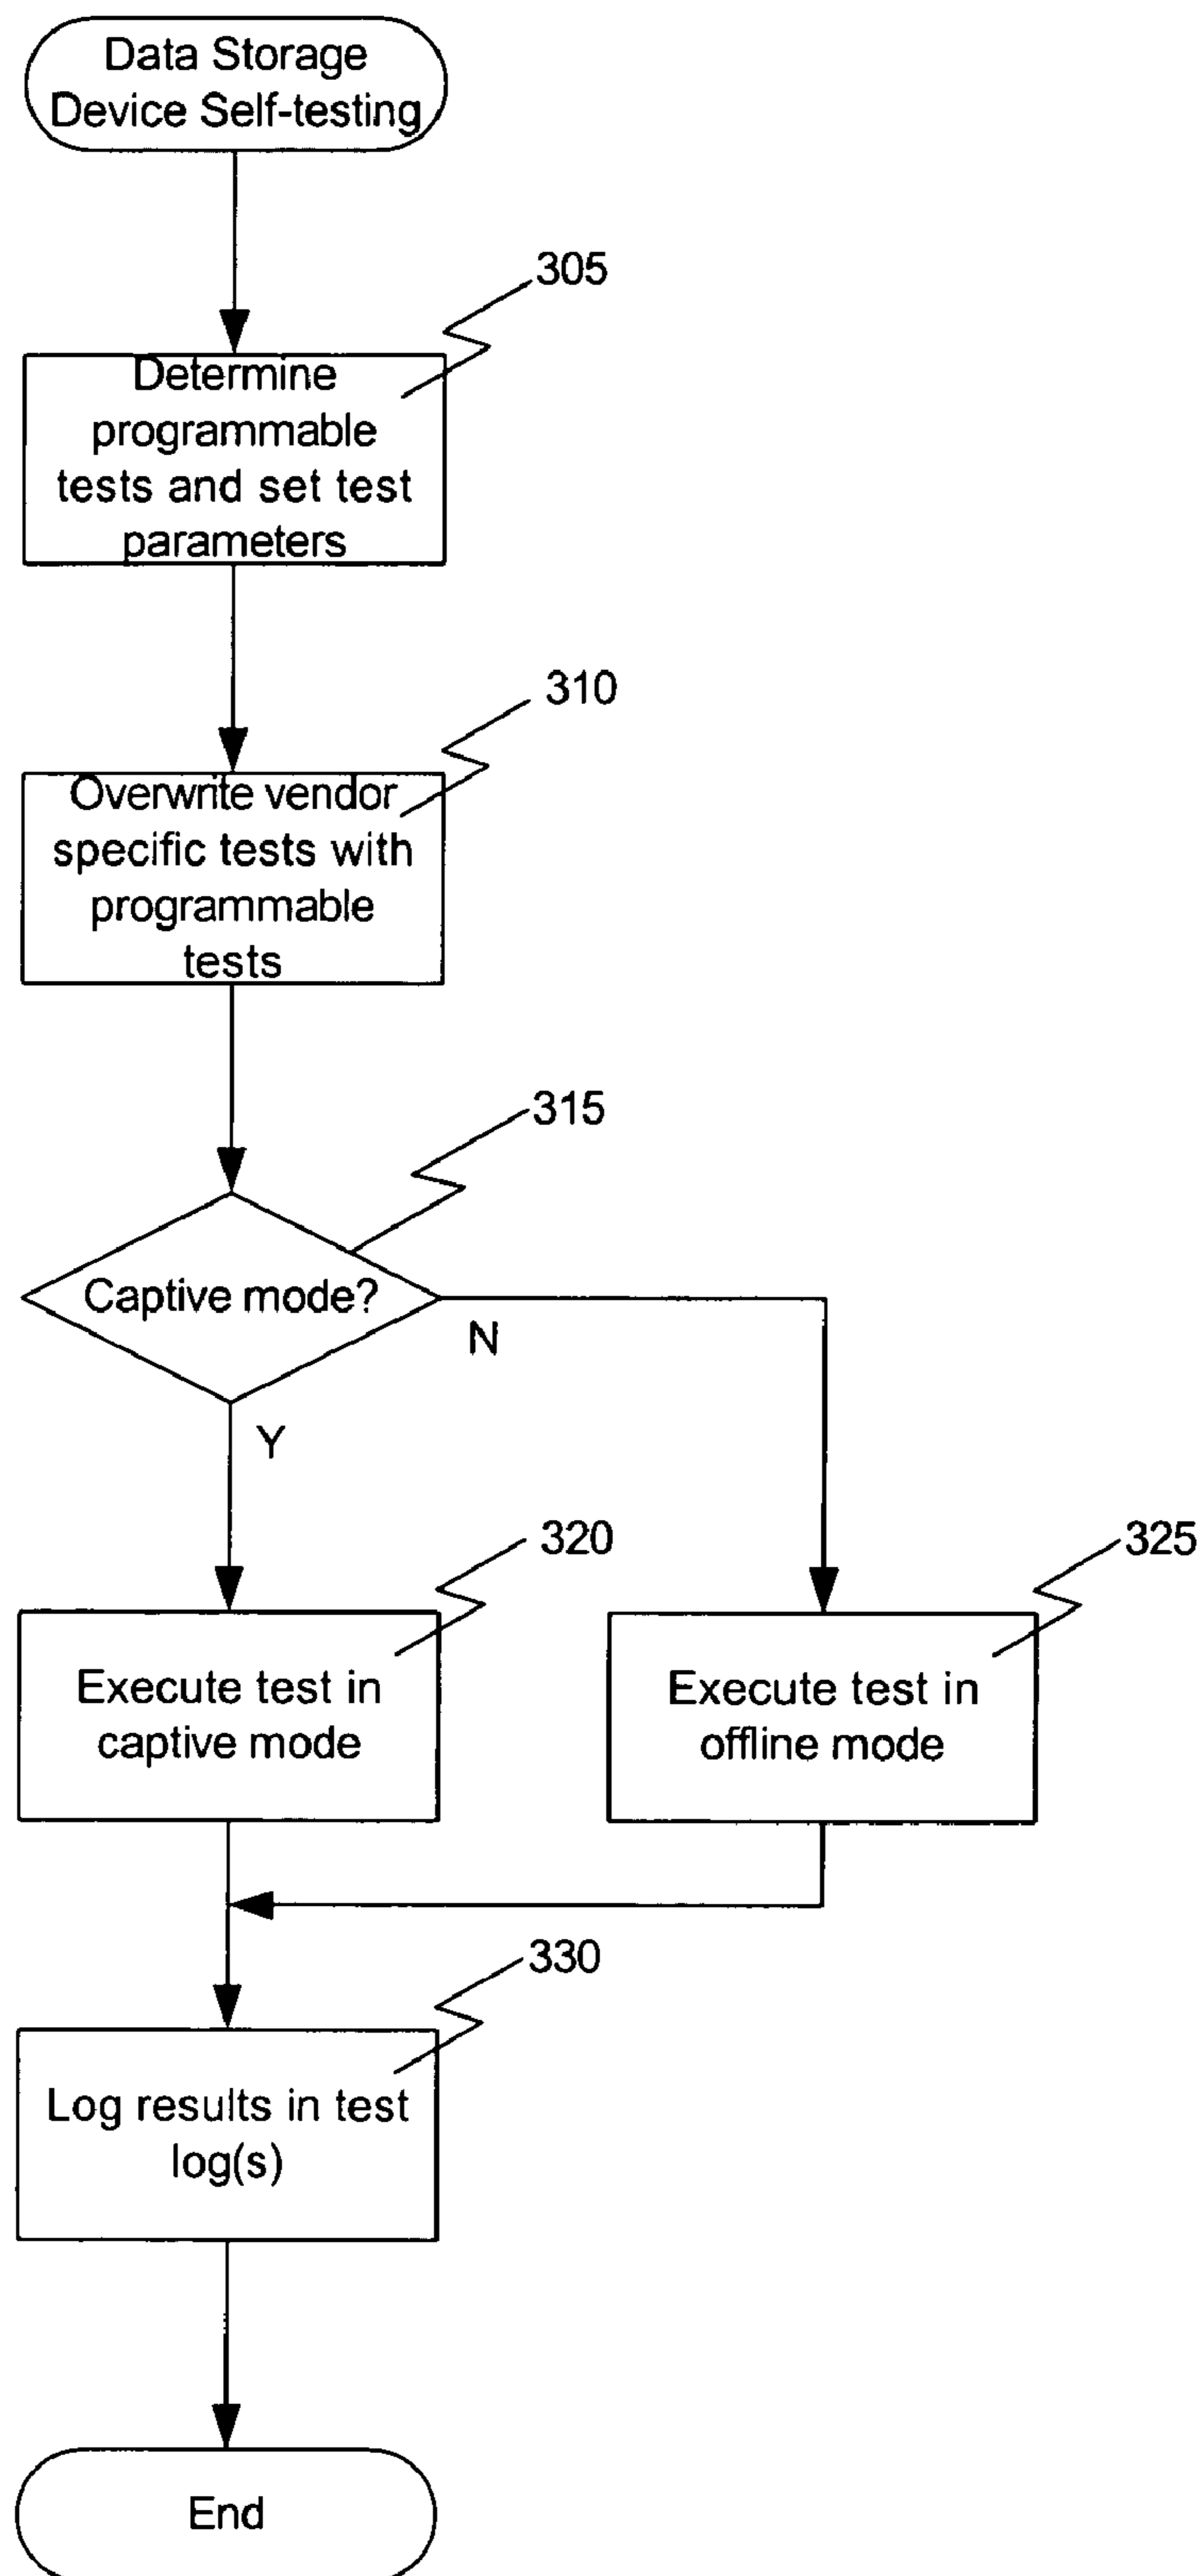 Data Storage
Device Self-testing
305
Determine
programmable
tests and set test
parameters
310
Overwrite vendor
specific tests with
programmable
tests
315
Captive mode?
N
Y
320
325
Execute test in
captive mode
Execute test in
offline mode
330
Log results in test
log(s)
End